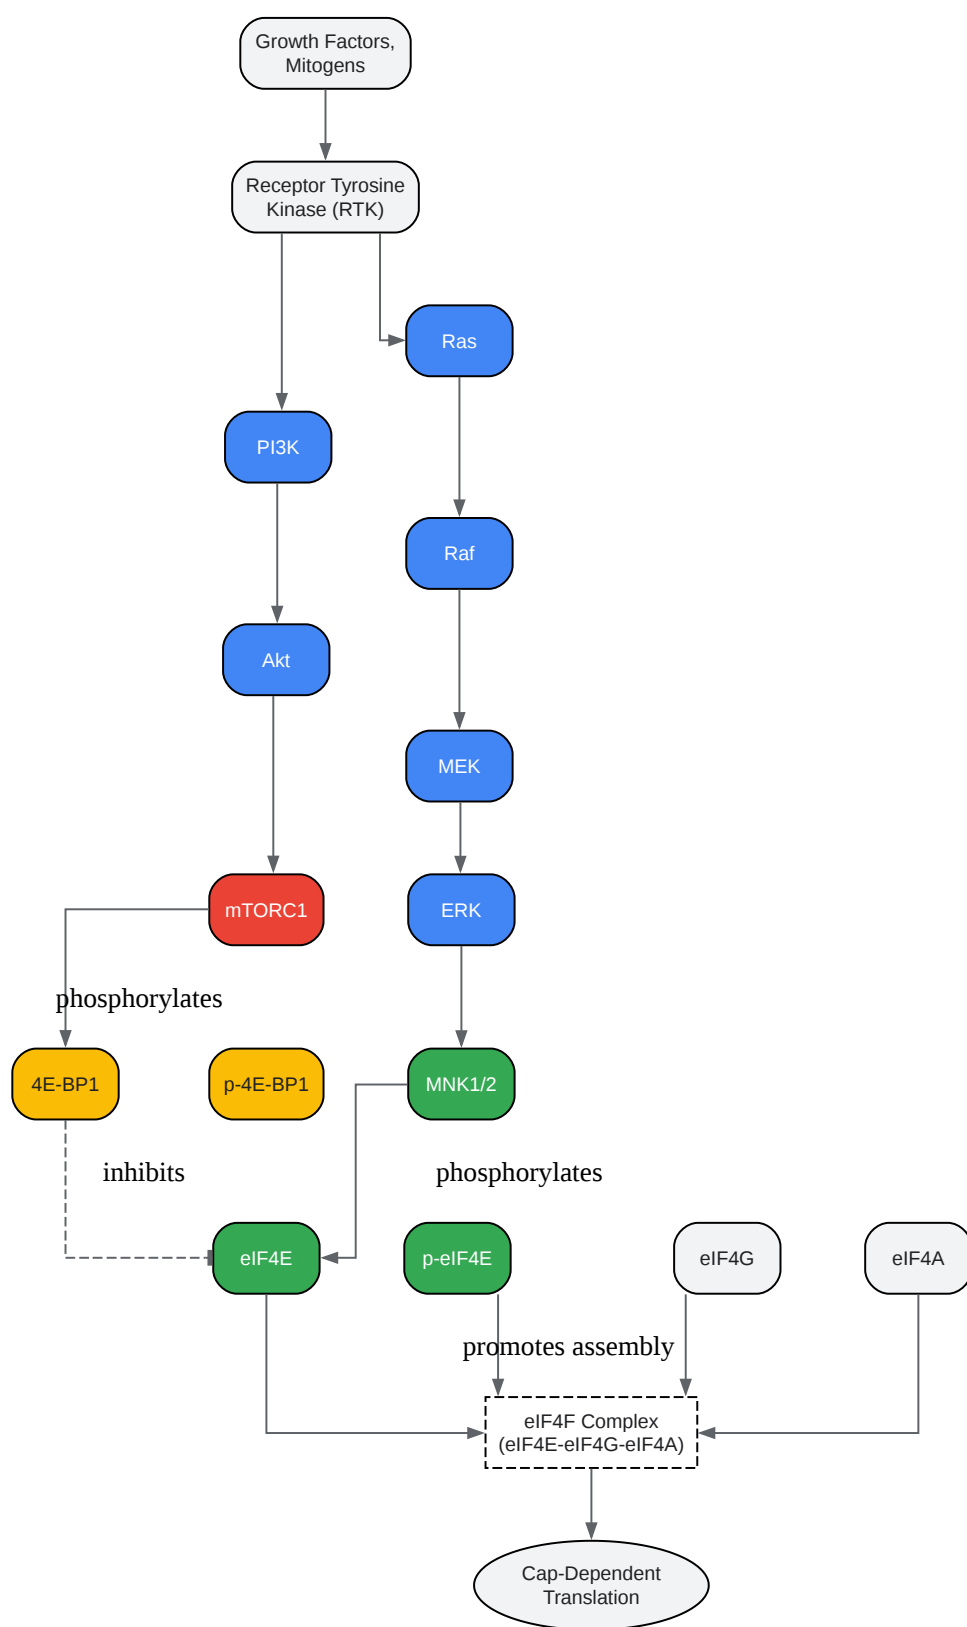 Growth Factors,
Mitogens
Receptor Tyrosine
Kinase (RTK)
Ras
PI3K
Raf
Akt
MEK
mTORC1
ERK
phosphorylates
4E-BP1
p-4E-BP1
MNK1/2
inhibits
phosphorylates
eIF4E
p-eIF4E
eIF4G
eIF4A
promotes assembly
eIF4F Complex
(eIF4E-eIF4G-eIF4A)
Cap-Dependent
Translation